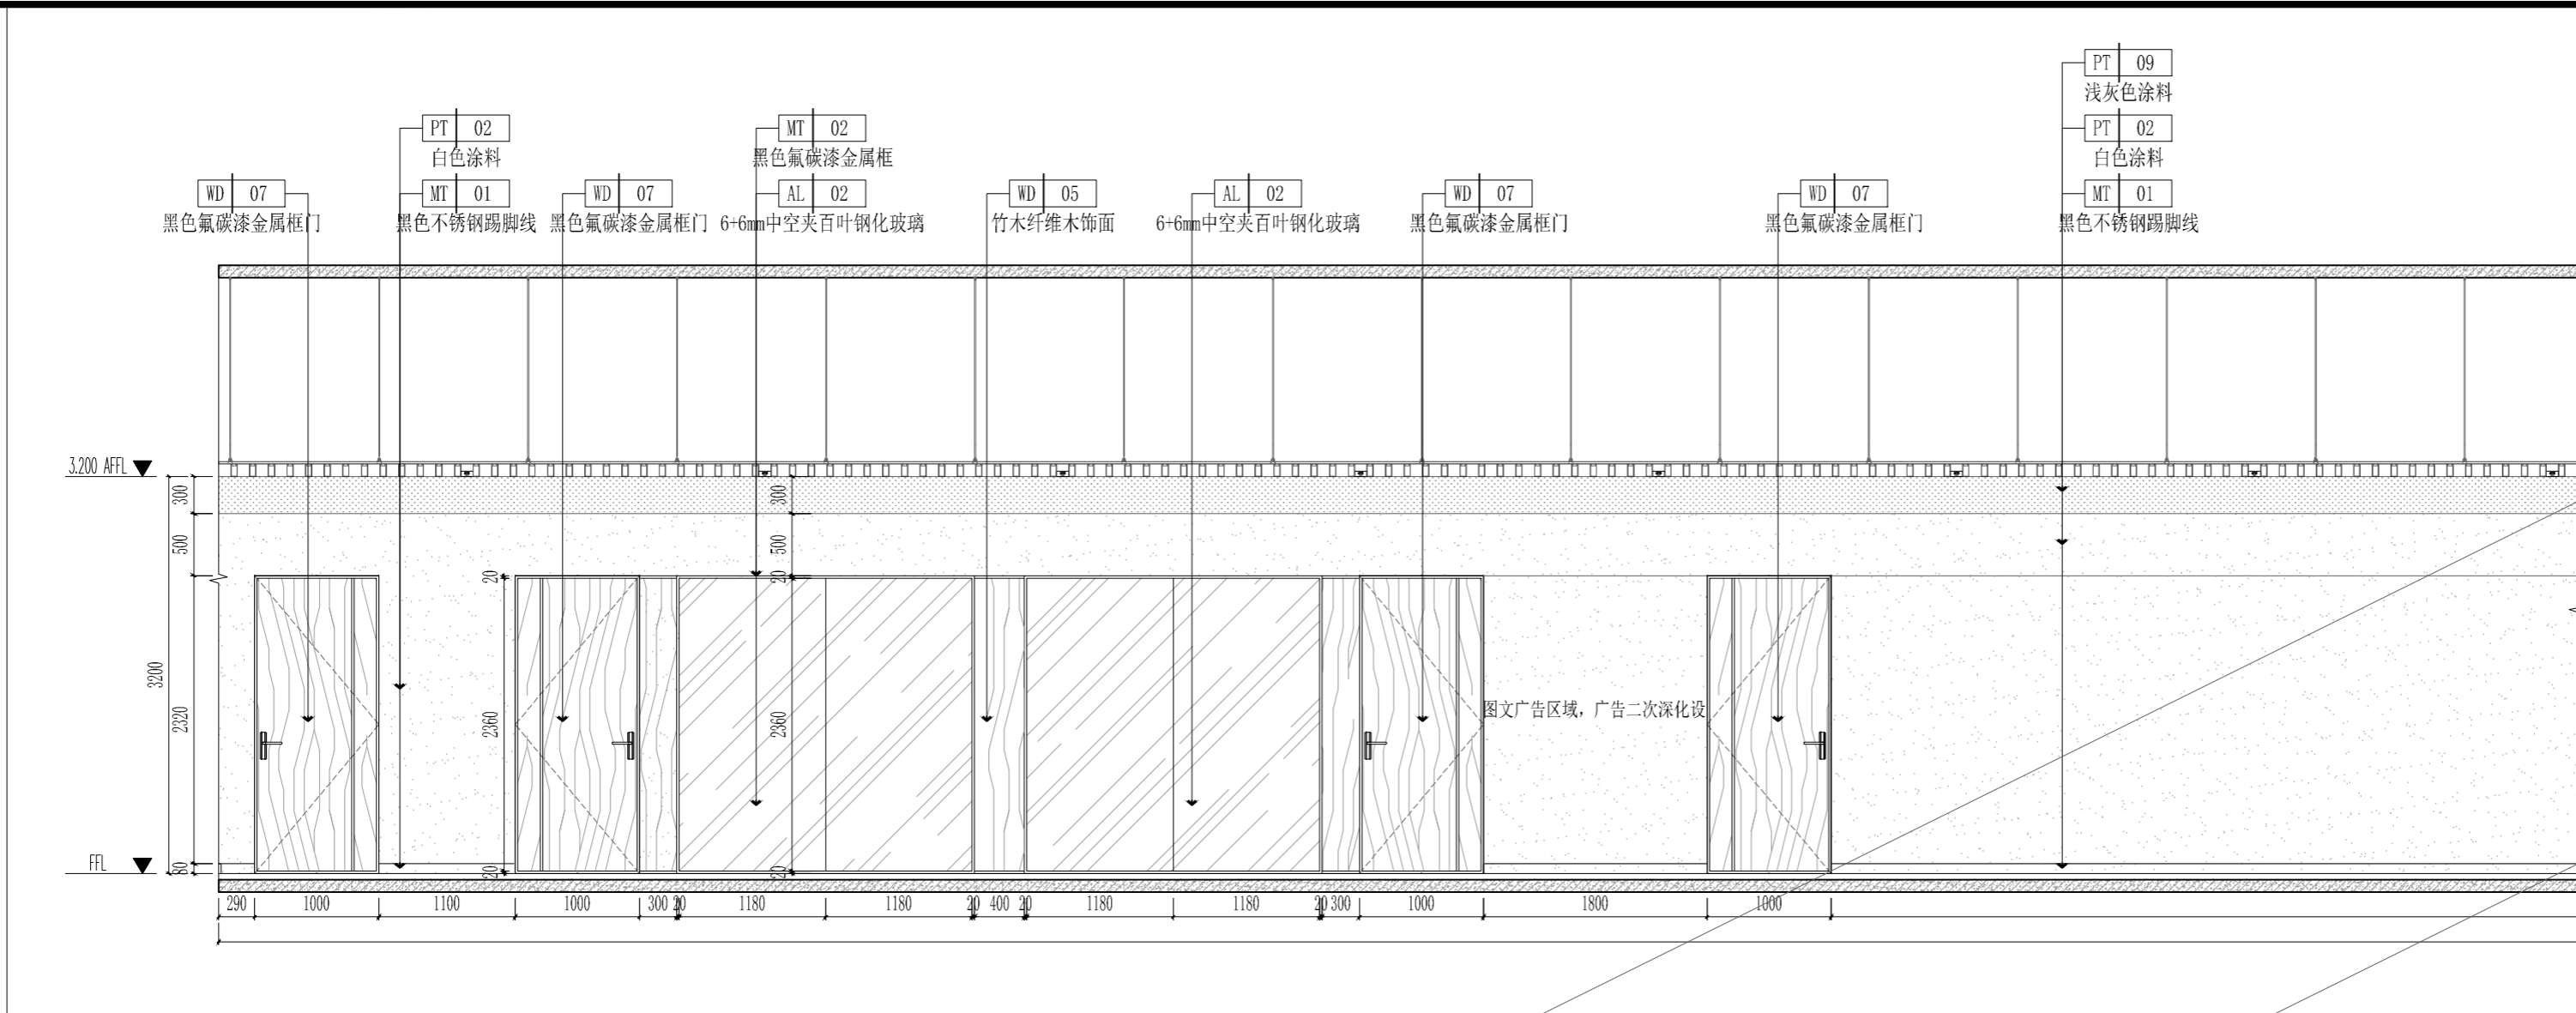 PT 09
浅灰色涂料
PT 02
白色涂料
MT 02
黑色氟碳漆金属框
PT 02
白色涂料
WD 07
黑色氟碳漆金属框门
MT 01
黑色不锈钢踢脚线
WD 07
黑色氟碳漆金属框门
AL 02
6+6mm中空夹百叶钢化玻璃
WD 05
竹木纤维木饰面
AL 02
6+6mm中空夹百叶钢化玻璃
WD 07
黑色氟碳漆金属框门
WD 07
黑色氟碳漆金属框门
MT 01
黑色不锈钢踢脚线
3.200 AFFL
300
300
500
500
20
20
3200
2320
2360
2360
图文广告区域，广告二次深化设
FFL
80
20
20
290 1000 1100 1000 300 20 1180 1180 20 400 20 1180 1180 20 300 1000 1800 1000